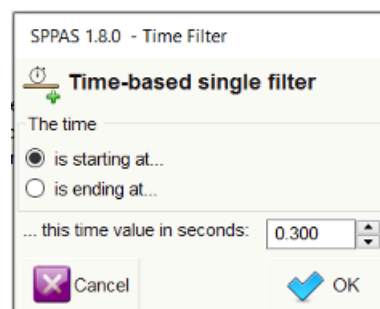 SPPAS 1.8.0 - Time Filter
Time-based single filter
The time
is starting at...
is ending at...
... this time value in seconds: 0.300
Cancel OK